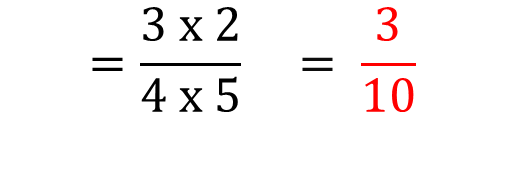 = 3 x 2 / 4 x 5 = 3 / 10